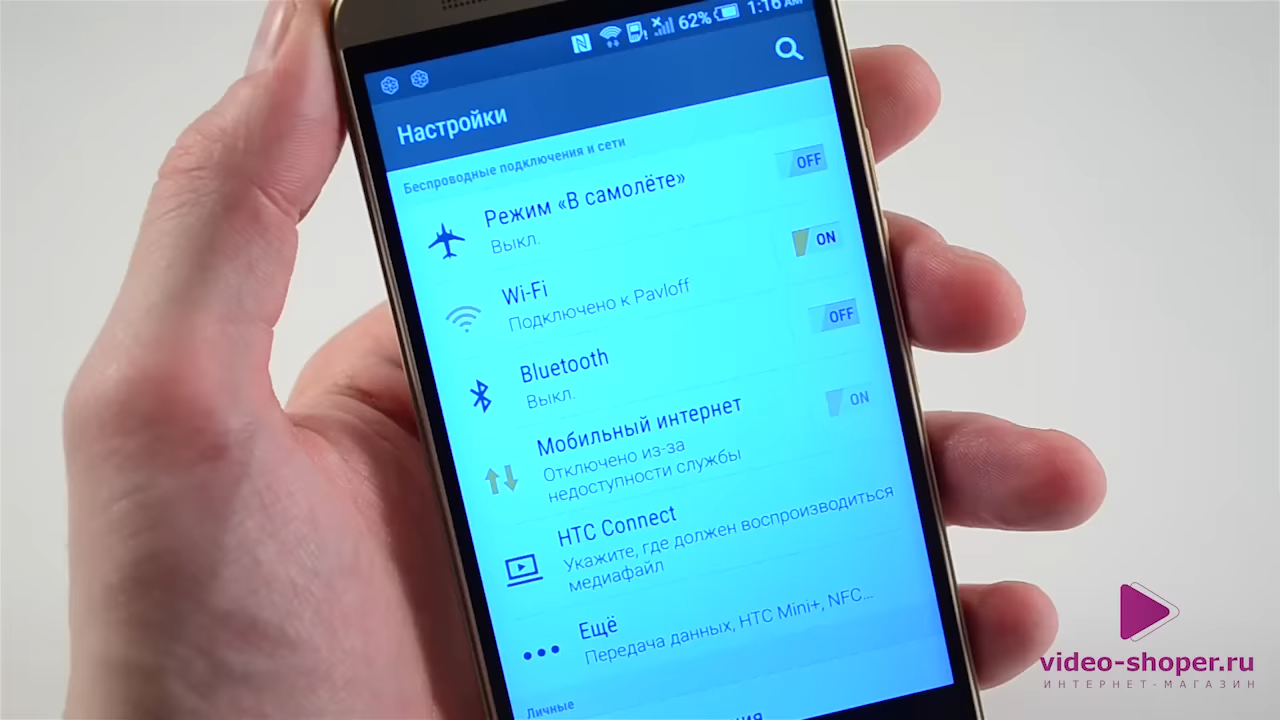 62% 1:16 AM
Настройки
Беспроводные подключения и сети
Режим «В самолёте»
OFF
Выкл.
Wi-Fi
ON
Подключено к Pavloff
Bluetooth
OFF
Выкл.
Мобильный интернет
ON
Отключено из-за
недоступности службы
HTC Connect
Укажите, где должен воспроизводиться
медиафайл
Ещё
Передача данных, HTC Mini+, NFC...
Личные
video-shoper.ru
ИНТЕРНЕТ-МАГАЗИН